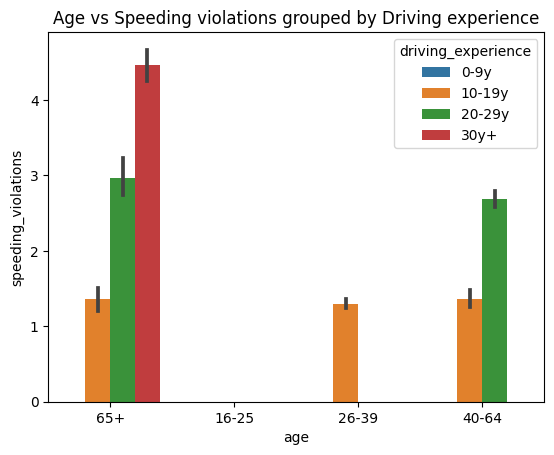 Age vs Speeding violations grouped by Driving experience
driving_experience
0-9y
10-19y
20-29y
30y+
speeding_violations
4
3
2
1
0
65+
16-25
26-39
40-64
age